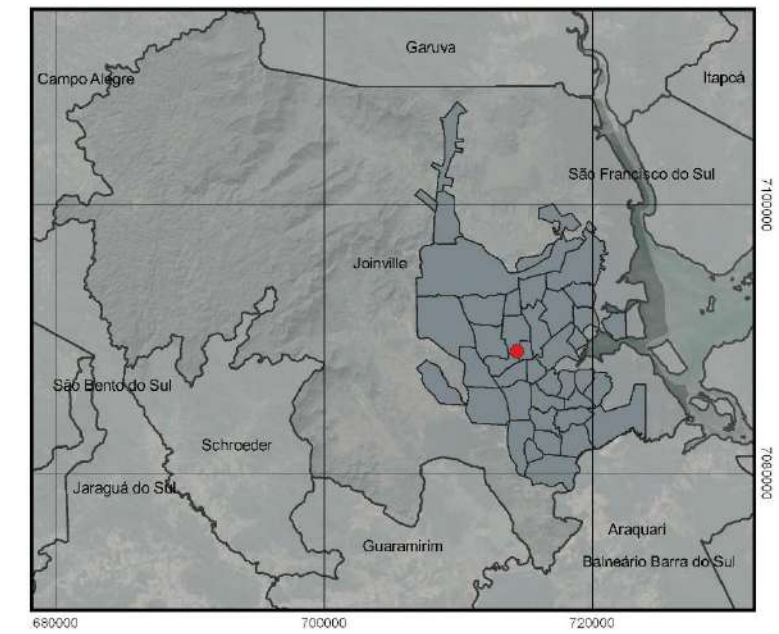 Garuva
Campo Alegre
Itapoá
São Francisco do Sul
7100000
Joinville
São Bento do Sul
Schroeder
Jaraguá do Sul
7080000
Araquari
Guaramirim
Balneário Barra do Sul
680000
700000
720000